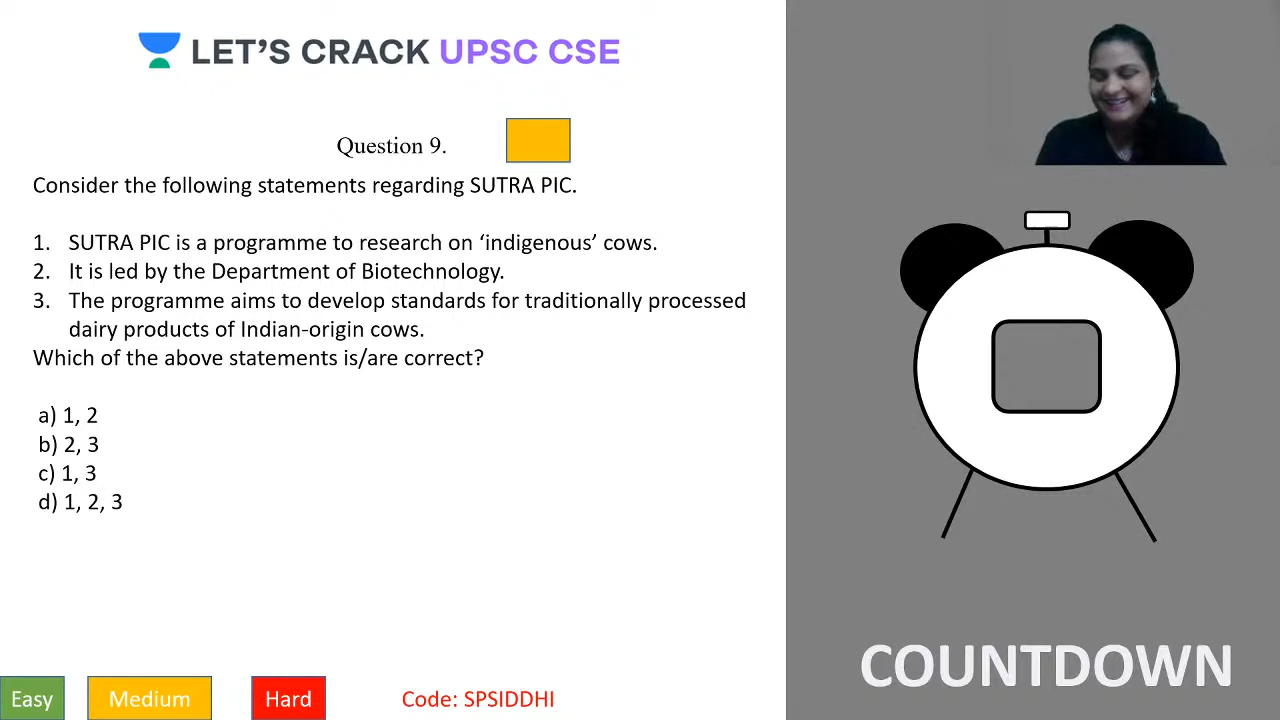 LET'S CRACK UPSC CSE
Question 9.
Consider the following statements regarding SUTRA PIC.
1. SUTRA PIC is a programme to research on ‘indigenous’ cows.
2. It is led by the Department of Biotechnology.
3. The programme aims to develop standards for traditionally processed
dairy products of Indian-origin cows.
Which of the above statements is/are correct?
a) 1, 2
b) 2, 3
c) 1, 3
d) 1, 2, 3
Easy
Medium
Hard
Code: SPSIDDHI
COUNTDOWN